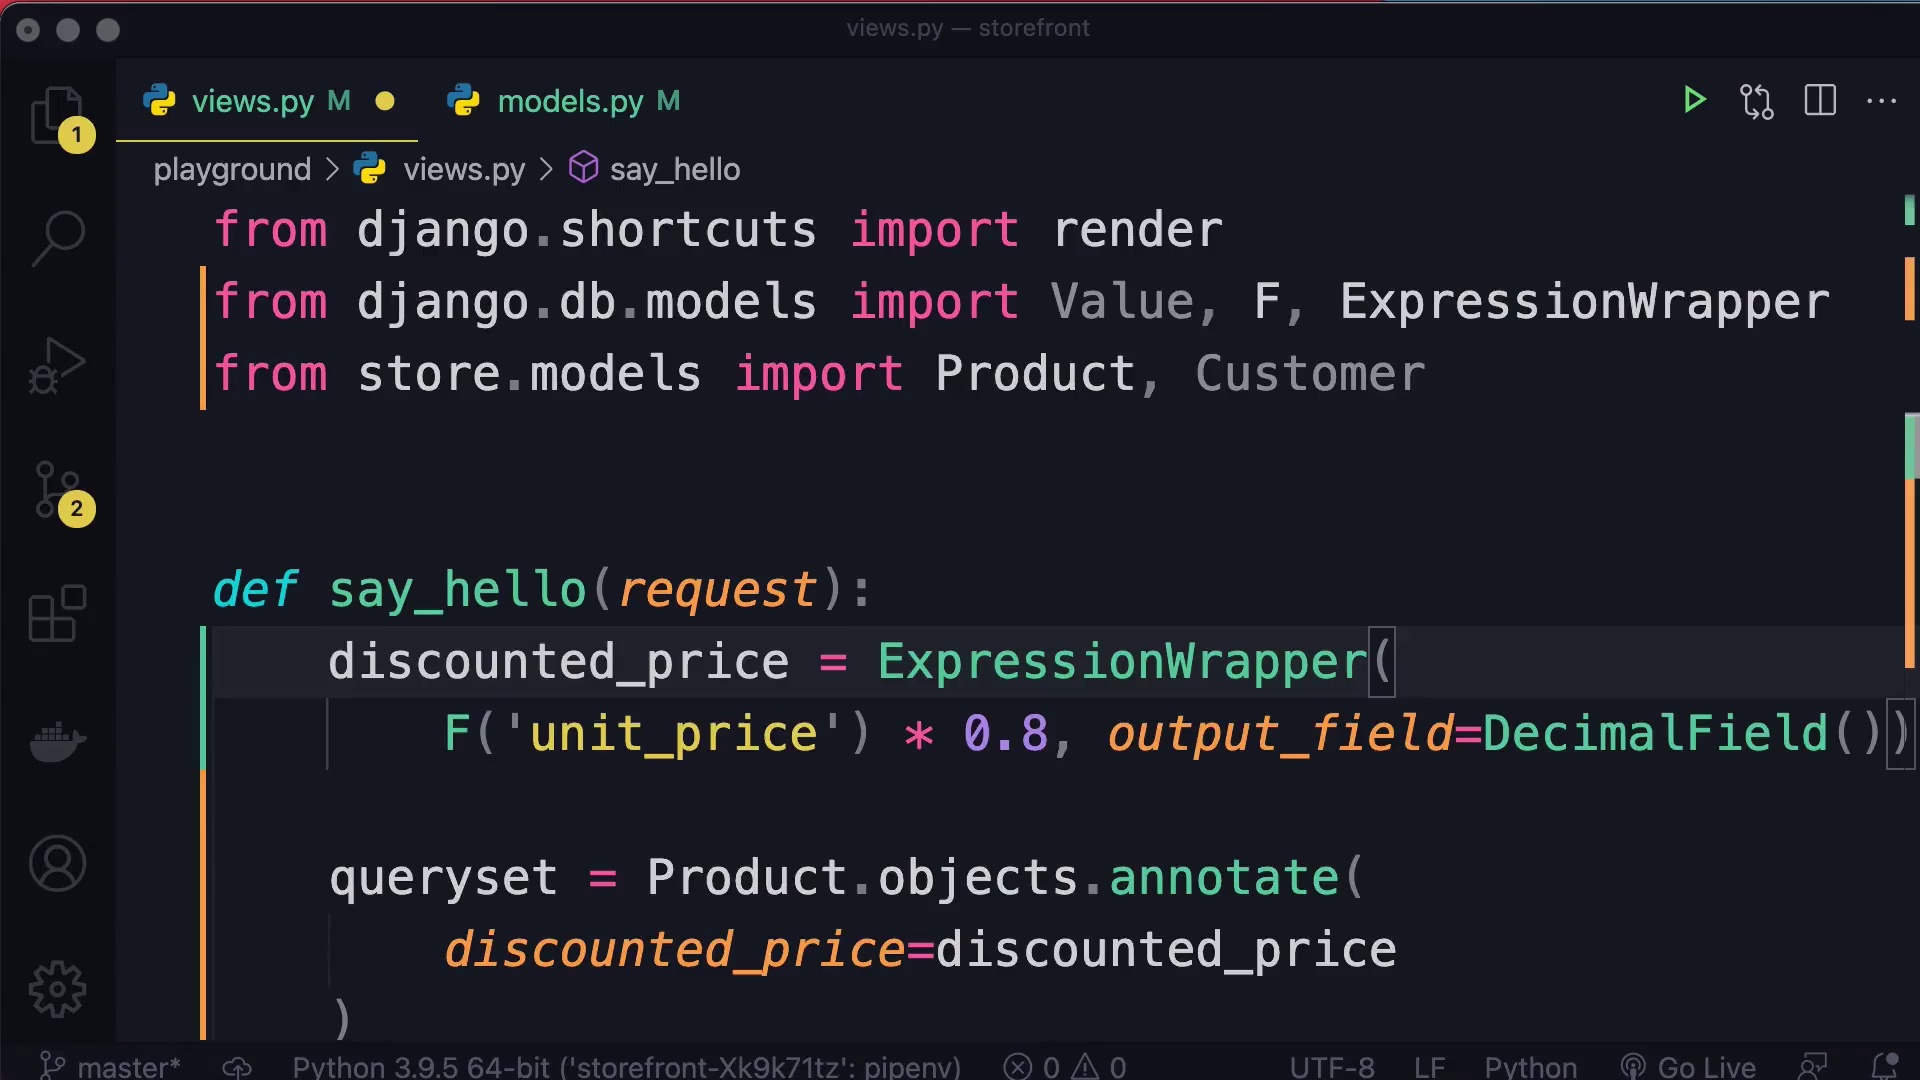 views.py — storefront
views.py M
models.py M
1
playground > views.py > say_hello
from django.shortcuts import render
from django.db.models import Value, F, ExpressionWrapper
from store.models import Product, Customer
2
def say_hello(request):
discounted_price = ExpressionWrapper(
F('unit_price') * 0.8, output_field=DecimalField())
queryset = Product.objects.annotate(
discounted_price=discounted_price
)
master* Python 3.9.5 64-bit ('storefront-Xk9k71tz': pipenv) 0 0 UTF-8 LF Python Go Live